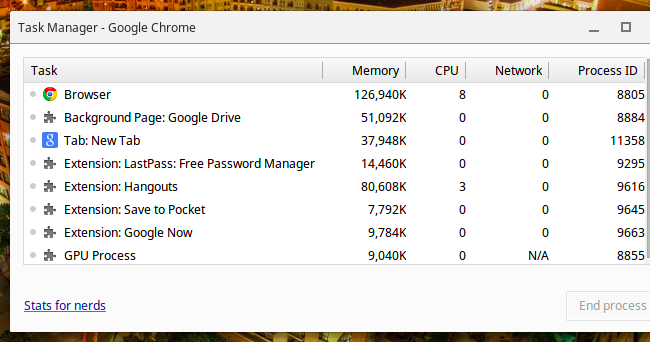 Task Manager - Google Chrome
Task Memory CPU Network Process ID
Browser 126,940K 8 0 8805
Background Page: Google Drive 51,092K 0 0 8884
Tab: New Tab 37,948K 0 0 11358
Extension: LastPass: Free Password Manager 14,460K 0 0 9295
Extension: Hangouts 80,608K 3 0 9616
Extension: Save to Pocket 7,792K 0 0 9645
Extension: Google Now 9,784K 0 0 9663
GPU Process 9,040K 0 N/A 8855
Stats for nerds End process